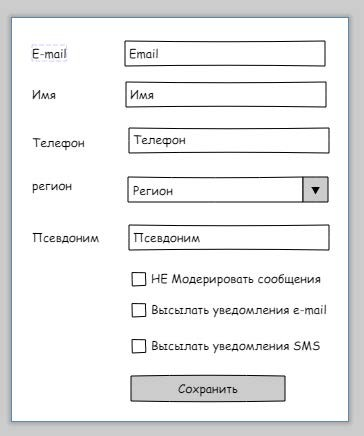 E-mail Email
Имя Имя
Телефон Телефон
регион Регион
Псевдоним Псевдоним
НЕ Модерировать сообщения
Высылать уведомления e-mail
Высылать уведомления SMS
Сохранить